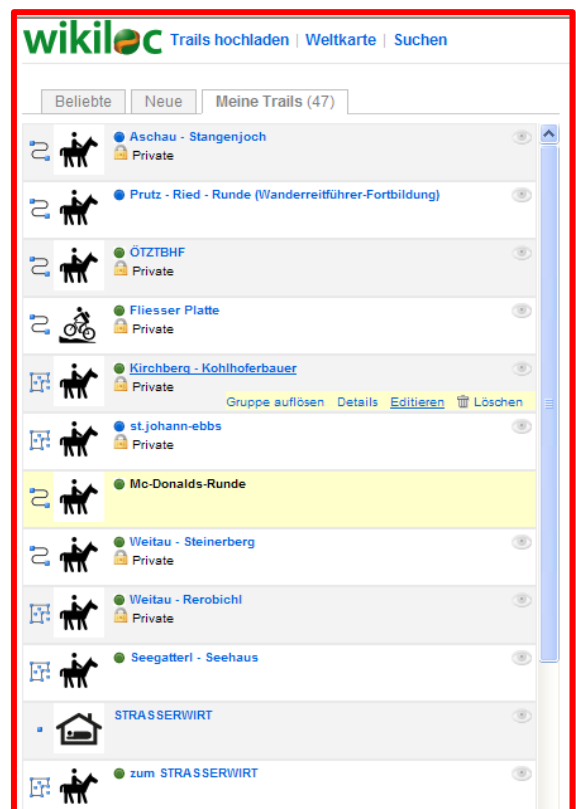 wikiloc Trails hochladen | Weltkarte | Suchen
Beliebte Neue Meine Trails (47)
Aschau - Stangenjoch
Private
Prutz - Ried - Runde (Wanderreitführer-Fortbildung)
ÖTZTBHF
Private
Fliesser Platte
Private
Kirchberg - Kohlhoferbauer
Private
Gruppe auflösen Details Editieren Löschen
st.johann-ebbs
Private
Mc-Donalds-Runde
Weitau - Steinerberg
Private
Weitau - Rerobichl
Private
Seegatterl - Seehaus
STRASSERWIRT
zum STRASSERWIRT